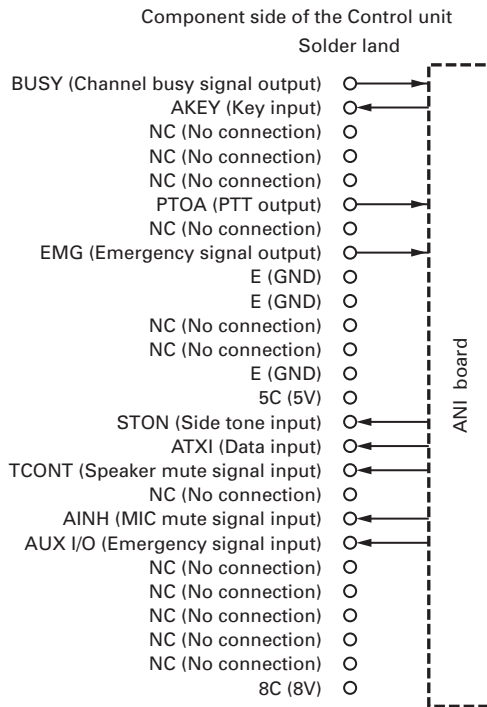 Component side of the Control unit
Solder land
BUSY (Channel busy signal output)
AKEY (Key input)
NC (No connection)
NC (No connection)
NC (No connection)
PTOA (PTT output)
NC (No connection)
EMG (Emergency signal output)
E (GND)
E (GND)
NC (No connection)
NC (No connection)
E (GND)
5C (5V)
STON (Side tone input)
ATXI (Data input)
TCONT (Speaker mute signal input)
NC (No connection)
AINH (MIC mute signal input)
AUX I/O (Emergency signal input)
NC (No connection)
NC (No connection)
NC (No connection)
NC (No connection)
NC (No connection)
8C (8V)
ANI board